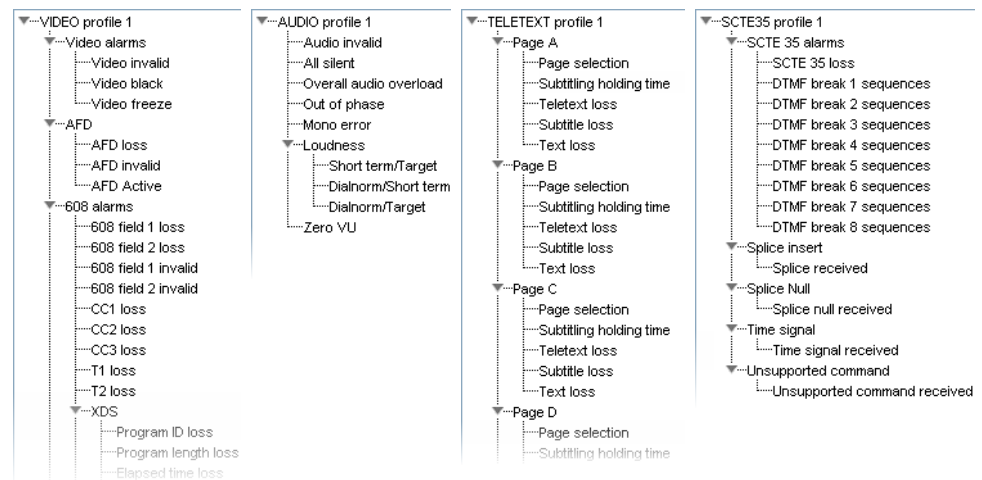 VIDEO profile 1
Video alarms
Video invalid
Video black
Video freeze
AFD
AFD loss
AFD invalid
AFD Active
608 alarms
608 field 1 loss
608 field 2 loss
608 field 1 invalid
608 field 2 invalid
CC1 loss
CC2 loss
CC3 loss
T1 loss
T2 loss
XDS
Program ID loss
Program length loss
Elapsed time loss
AUDIO profile 1
Audio invalid
All silent
Overall audio overload
Out of phase
Mono error
Loudness
Short term/Target
Dialnorm/Short term
Dialnorm/Target
Zero VU
TELETEXT profile 1
Page A
Page selection
Subtitling holding time
Teletext loss
Subtitle loss
Text loss
Page B
Page selection
Subtitling holding time
Teletext loss
Subtitle loss
Text loss
Page C
Page selection
Subtitling holding time
Teletext loss
Subtitle loss
Text loss
Page D
Page selection
Subtitling holding time
SCTE35 profile 1
SCTE 35 alarms
SCTE 35 loss
DTMF break 1 sequences
DTMF break 2 sequences
DTMF break 3 sequences
DTMF break 4 sequences
DTMF break 5 sequences
DTMF break 6 sequences
DTMF break 7 sequences
DTMF break 8 sequences
Splice insert
Splice received
Splice Null
Splice null received
Time signal
Time signal received
Unsupported command
Unsupported command received